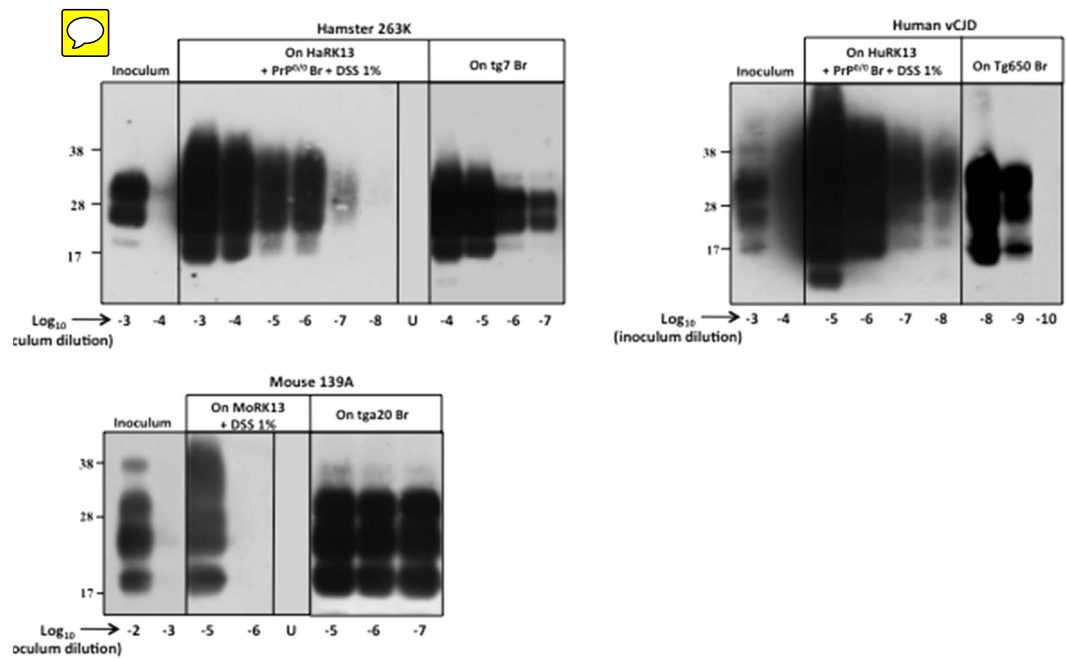 Hamster 263K
Inoculum
On HaRK13
+ PrP⁰/⁰ Br + DSS 1%
On tg7 Br
38
28
17
Log₁₀ → -3 -4 -3 -4 -5 -6 -7 -8 U -4 -5 -6 -7
culum dilution)
Human vCJD
Inoculum
On HuRK13
+ PrP⁰/⁰ Br + DSS 1%
On Tg650 Br
38
28
17
Log₁₀ → -3 -4 -5 -6 -7 -8 -8 -9 -10
(inoculum dilution)
Mouse 139A
Inoculum
On MoRK13
+ DSS 1%
On tga20 Br
38
28
17
Log₁₀ → -2 -3 -5 -6 U -5 -6 -7
oculum dilution)